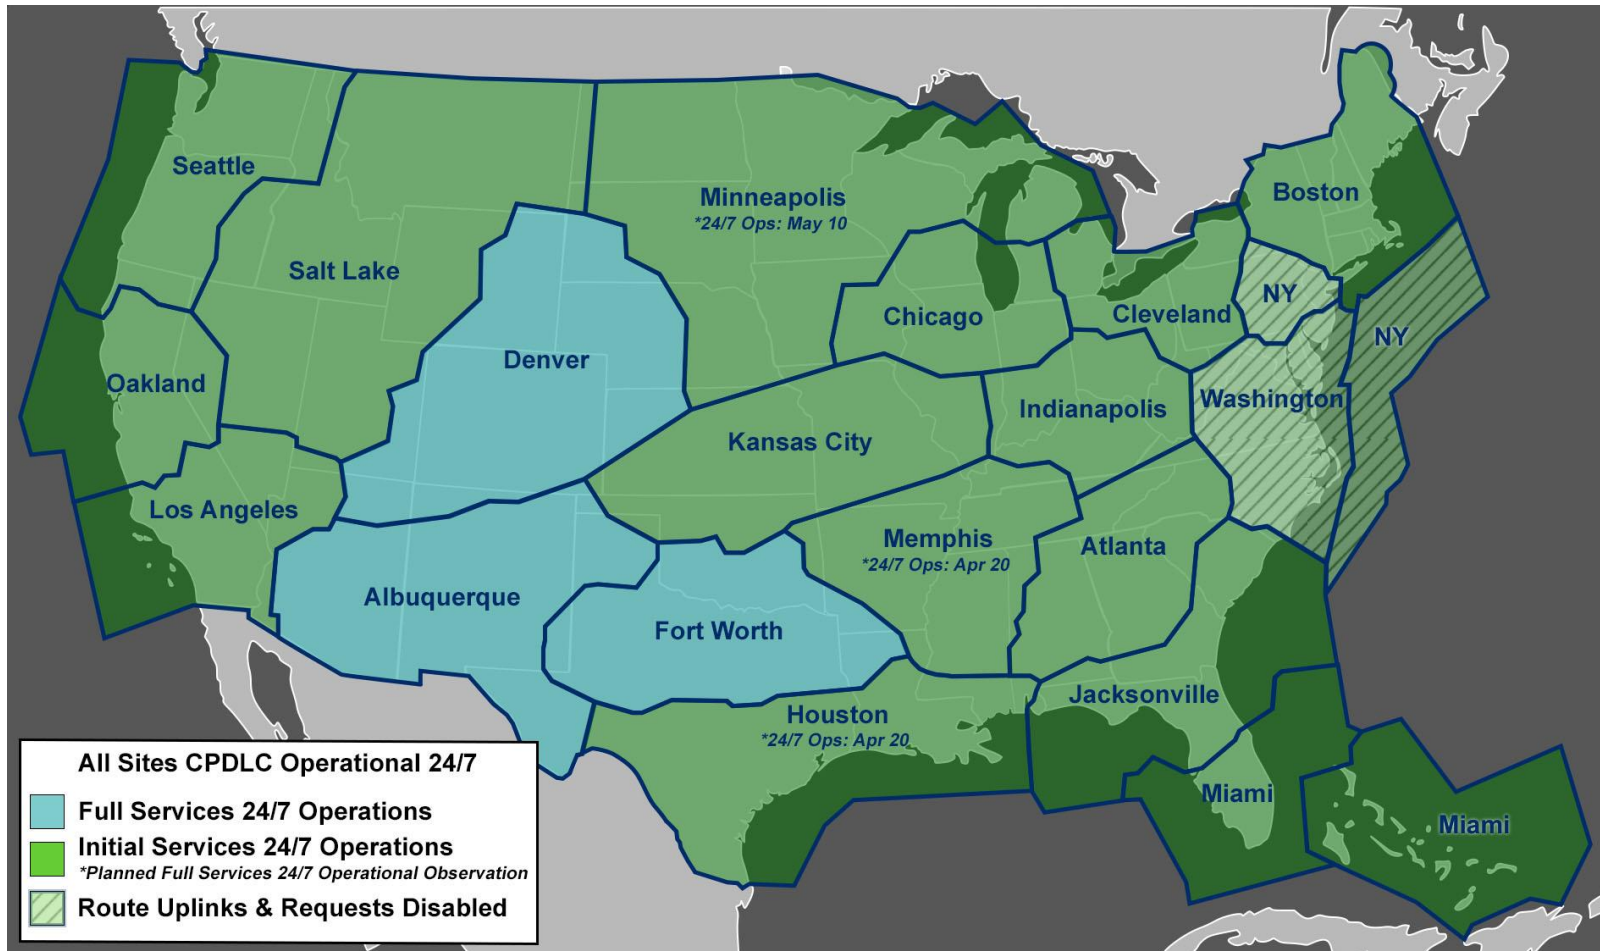 Seattle
Minneapolis
*24/7 Ops: May 10
Boston
Salt Lake
NY
Chicago
Cleveland
NY
Denver
Oakland
Washington
Indianapolis
Kansas City
Los Angeles
Memphis
*24/7 Ops: Apr 20
Atlanta
Albuquerque
Fort Worth
Jacksonville
Houston
*24/7 Ops: Apr 20
Miami
Miami
All Sites CPDLC Operational 24/7
Full Services 24/7 Operations
Initial Services 24/7 Operations
*Planned Full Services 24/7 Operational Observation
Route Uplinks & Requests Disabled